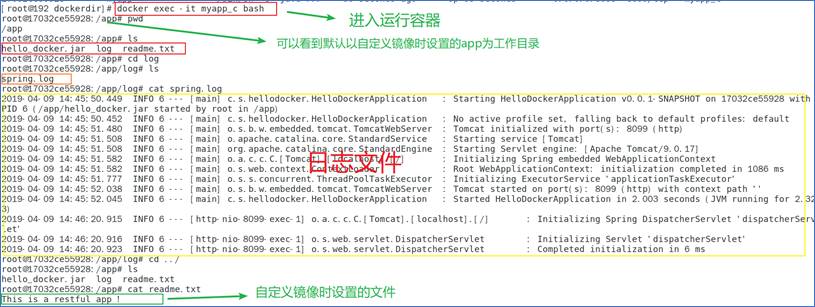 [root@192 dockerdir]# docker exec -it myapp_c bash
进入运行容器
root@17032ce55928:/app# pwd
/app
可以看到默认以自定义镜像时设置的app为工作目录
root@17032ce55928:/app# ls
hello_docker.jar log readme.txt
root@17032ce55928:/app# cd log
root@17032ce55928:/app/log# ls
spring.log
root@17032ce55928:/app/log# cat spring.log
2019-04-09 14:45:50.449 INFO 6 --- [main] c.s.hellodocker.HelloDockerApplication : Starting HelloDockerApplication v0.0.1-SNAPSHOT on 17032ce55928 with
PID 6 (/app/hello_docker.jar started by root in /app)
2019-04-09 14:45:50.452 INFO 6 --- [main] c.s.hellodocker.HelloDockerApplication : No active profile set, falling back to default profiles: default
2019-04-09 14:45:51.480 INFO 6 --- [main] o.s.b.w.embedded.tomcat.TomcatWebServer : Tomcat initialized with port(s): 8099 (http)
2019-04-09 14:45:51.508 INFO 6 --- [main] o.apache.catalina.core.StandardService : Starting service [Tomcat]
2019-04-09 14:45:51.508 INFO 6 --- [main] org.apache.catalina.core.StandardEngine : Starting Servlet engine: [Apache Tomcat/9.0.17]
2019-04-09 14:45:51.582 INFO 6 --- [main] o.a.c.c.C.[Tomcat].[localhost].[/] : Initializing Spring embedded WebApplicationContext
日志文件
2019-04-09 14:45:51.582 INFO 6 --- [main] o.s.web.context.ContextLoader : Root WebApplicationContext: initialization completed in 1086 ms
2019-04-09 14:45:51.777 INFO 6 --- [main] o.s.s.concurrent.ThreadPoolTaskExecutor : Initializing ExecutorService 'applicationTaskExecutor'
2019-04-09 14:45:52.038 INFO 6 --- [main] o.s.b.w.embedded.tomcat.TomcatWebServer : Tomcat started on port(s): 8099 (http) with context path ''
2019-04-09 14:45:52.045 INFO 6 --- [main] c.s.hellodocker.HelloDockerApplication : Started HelloDockerApplication in 2.003 seconds (JVM running for 2.32
3)
2019-04-09 14:46:20.915 INFO 6 --- [http-nio-8099-exec-1] o.a.c.c.C.[Tomcat].[localhost].[/] : Initializing Spring DispatcherServlet 'dispatcherServ
let'
2019-04-09 14:46:20.916 INFO 6 --- [http-nio-8099-exec-1] o.s.web.servlet.DispatcherServlet : Initializing Servlet 'dispatcherServlet'
2019-04-09 14:46:20.923 INFO 6 --- [http-nio-8099-exec-1] o.s.web.servlet.DispatcherServlet : Completed initialization in 6 ms
root@17032ce55928:/app/log# cd ../
root@17032ce55928:/app# ls
hello_docker.jar log readme.txt
root@17032ce55928:/app# cat readme.txt
自定义镜像时设置的文件
This is a restful app !